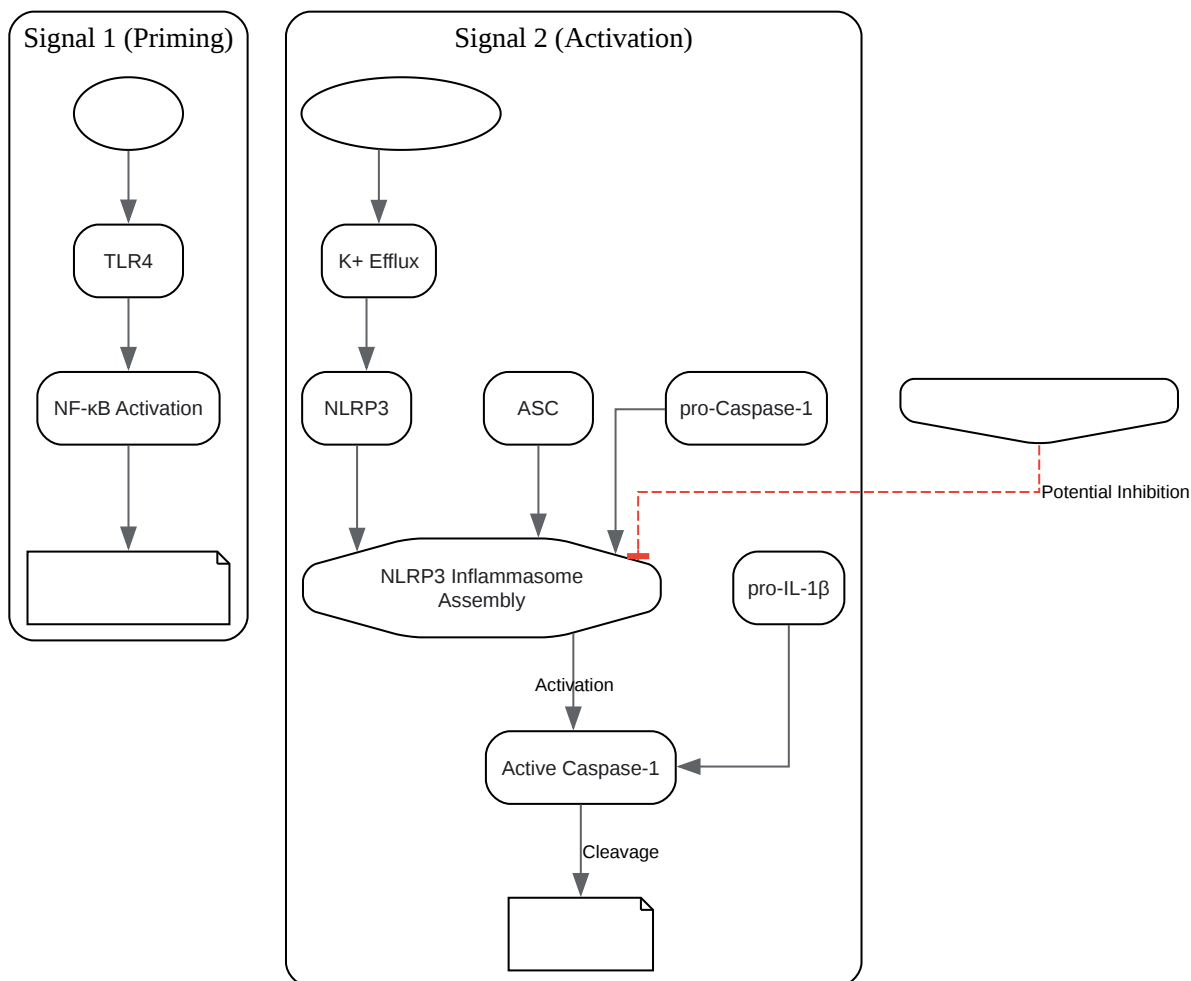 Signal 1 (Priming)
Signal 2 (Activation)
TLR4
K+ Efflux
NF-κB Activation
NLRP3
ASC
pro-Caspase-1
Potential Inhibition
NLRP3 Inflammasome
Assembly
pro-IL-1β
Activation
Active Caspase-1
Cleavage